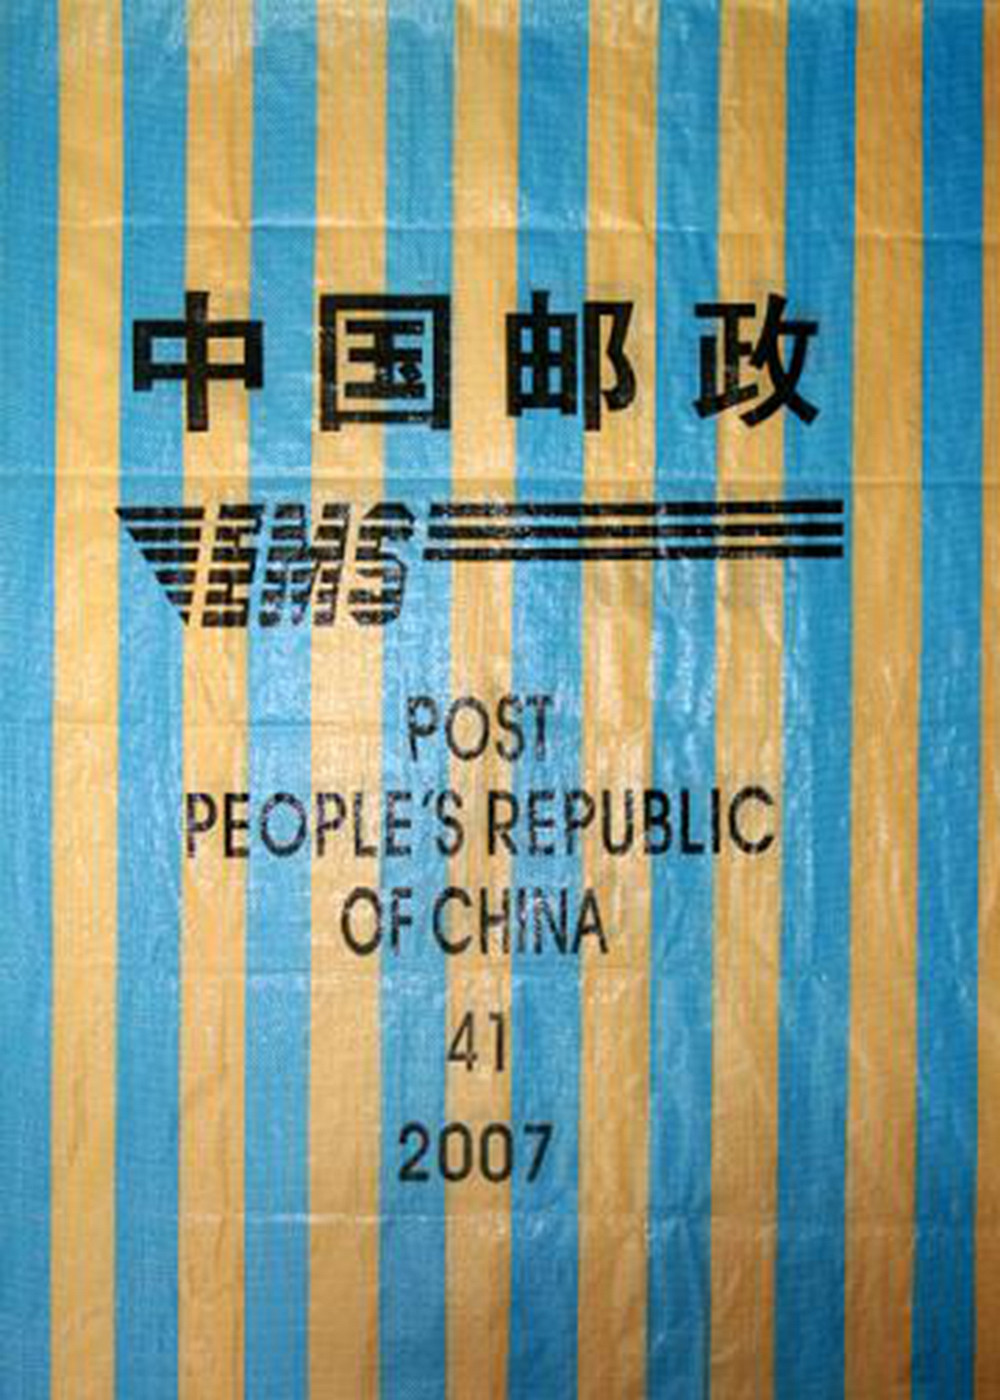 中国邮政
EMS
POST
PEOPLE'S REPUBLIC
OF CHINA
41
2007